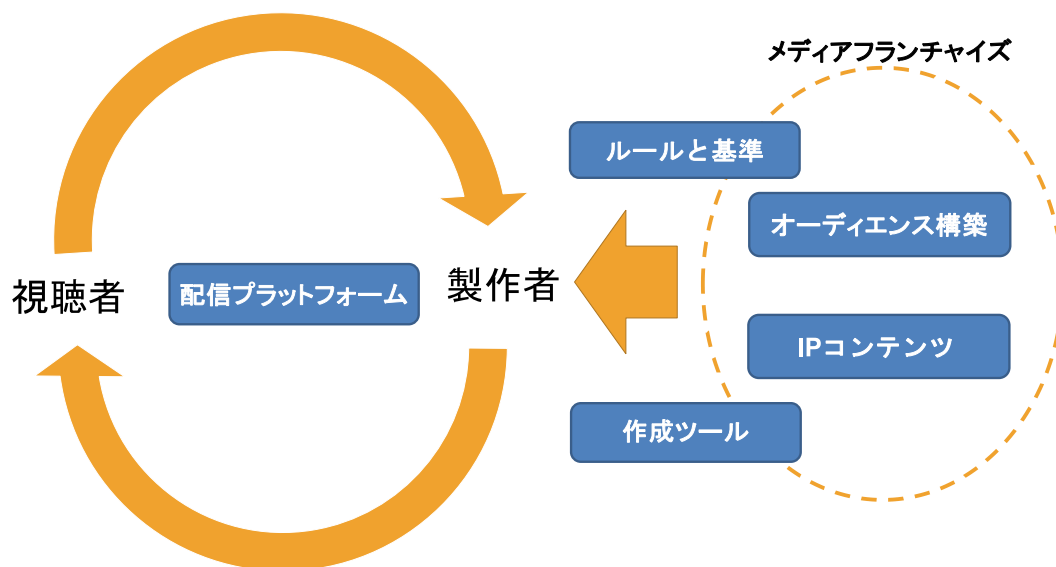 メディアフランチャイズ
ルールと基準
オーディエンス構築
視聴者
配信プラットフォーム
製作者
IPコンテンツ
作成ツール